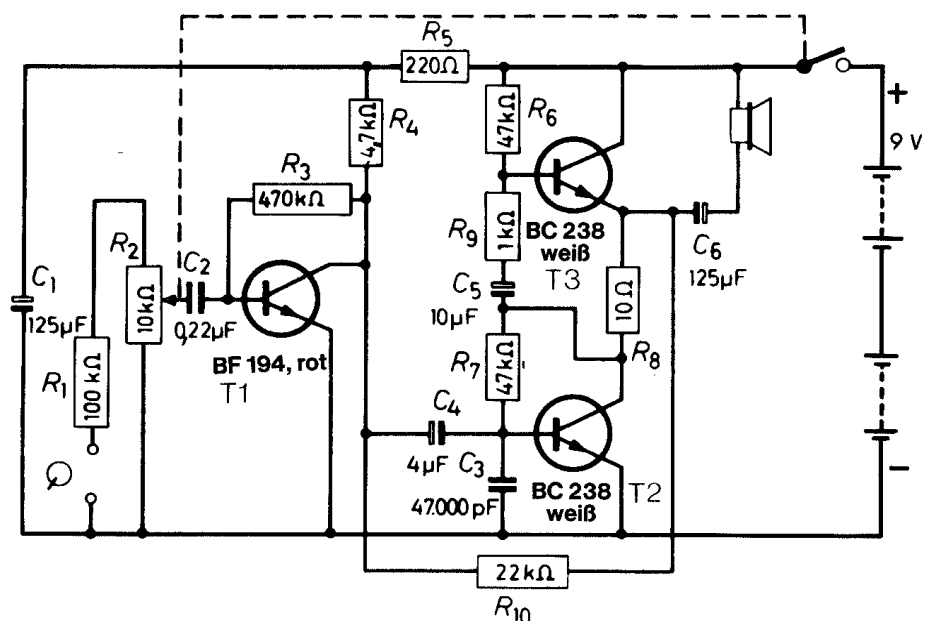 R5
220Ω
+
9 V
4,7kΩ
R4
47kΩ
R6
R3
470kΩ
BC 238
weiß
T3
R9
1kΩ
C6
125µF
R2
10kΩ
C2
0,22µF
C1
125µF
C5
10µF
10Ω
R8
BF 194, rot
T1
R1
100kΩ
R7
47kΩ
C4
4µF
C3
47.000pF
BC 238
weiß
T2
−
22kΩ
R10